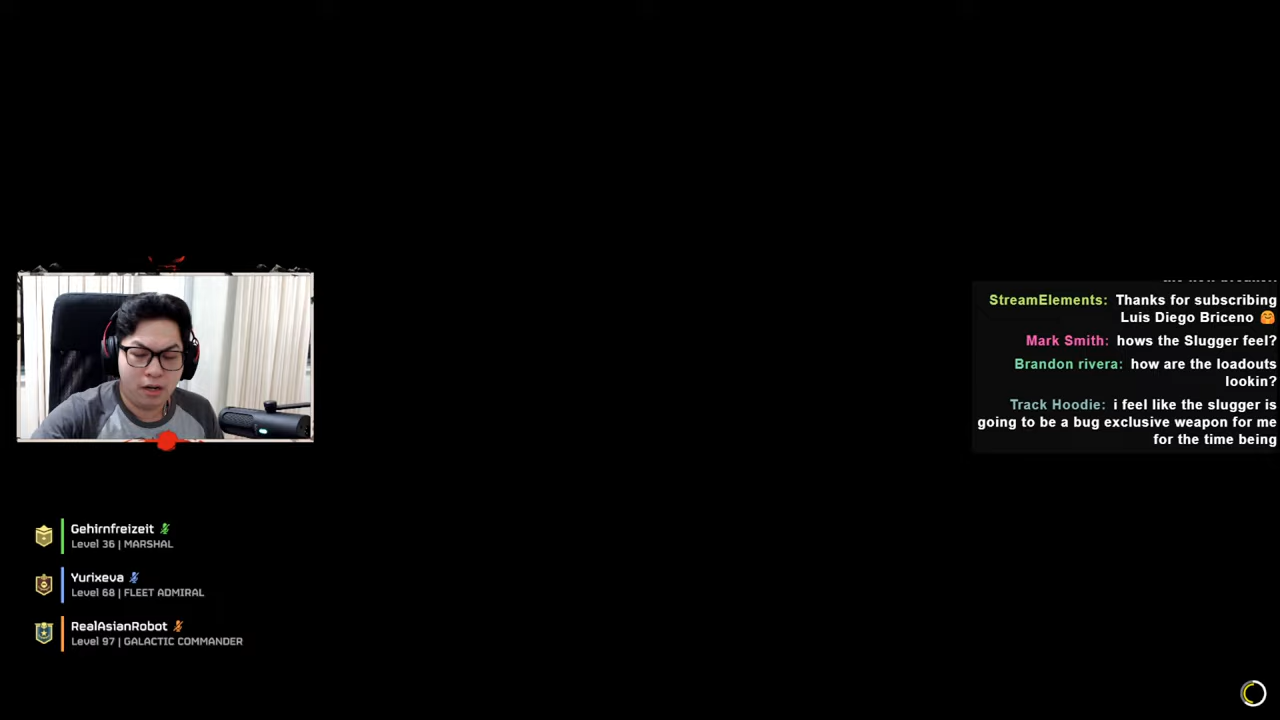 StreamElements: Thanks for subscribing
Luis Diego Briceno 🤗
Mark Smith: hows the Slugger feel?
Brandon rivera: how are the loadouts
lookin?
Track Hoodie: i feel like the slugger is
going to be a bug exclusive weapon for me
for the time being
Gehirnfreizeit
Level 36 | MARSHAL
Yurixeva
Level 68 | FLEET ADMIRAL
RealAsianRobot
Level 97 | GALACTIC COMMANDER